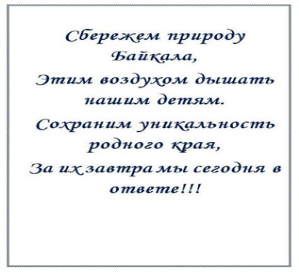 Сбережем природу
Байкала,
Этим воздухом дышать
нашим детям.
Сохраним уникальность
родного края,
За их завтра мы сегодня в
ответе!!!